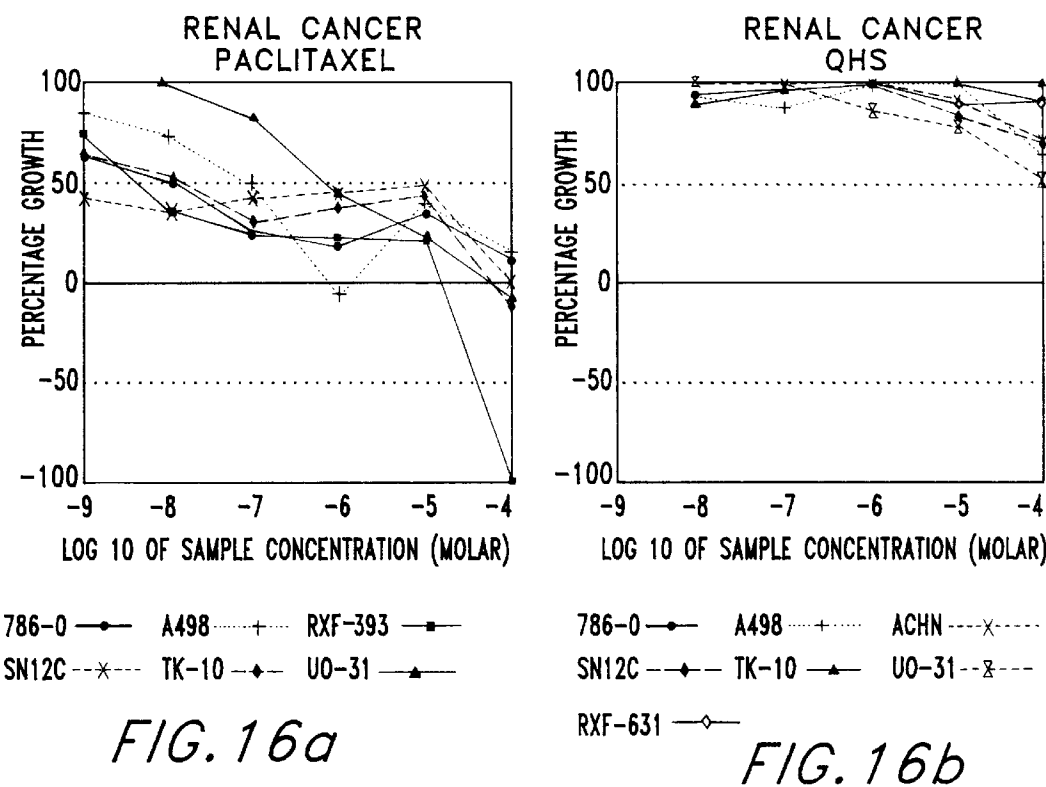 RENAL CANCER
PACLITAXEL
PERCENTAGE GROWTH
100
50
0
-50
-100
-9 -8 -7 -6 -5 -4
LOG 10 OF SAMPLE CONCENTRATION (MOLAR)
786-0 A498 RXF-393
SN12C TK-10 UO-31
FIG. 16a
RENAL CANCER
QHS
PERCENTAGE GROWTH
100
50
0
-50
-100
-9 -8 -7 -6 -5 -4
LOG 10 OF SAMPLE CONCENTRATION (MOLAR)
786-0 A498 ACHN
SN12C TK-10 UO-31
RXF-631
FIG. 16b